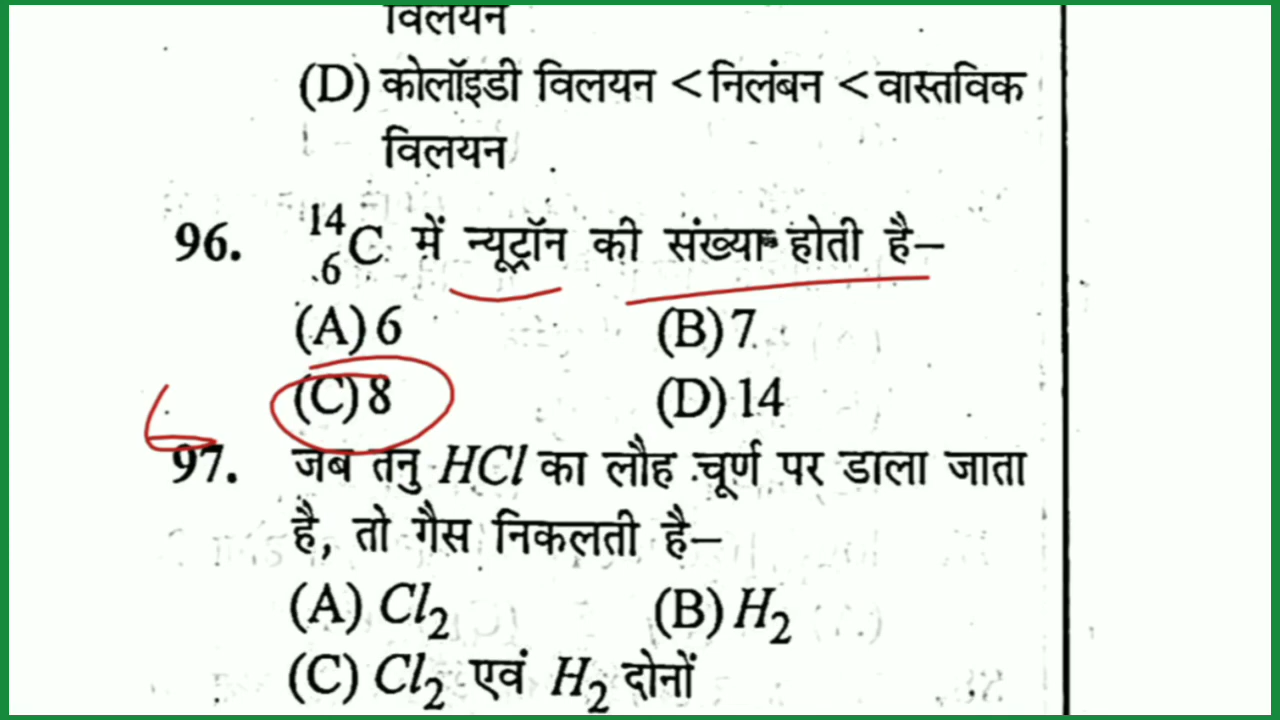 विलयन
(D) कोलॉइडी विलयन < निलंबन < वास्तविक
विलयन
96. ¹⁴₆C में न्यूट्रॉन की संख्या होती है–
(A) 6 (B) 7
(C) 8 (D) 14
97. जब तनु HCl का लौह चूर्ण पर डाला जाता
है, तो गैस निकलती है–
(A) Cl₂ (B) H₂
(C) Cl₂ एवं H₂ दोनों